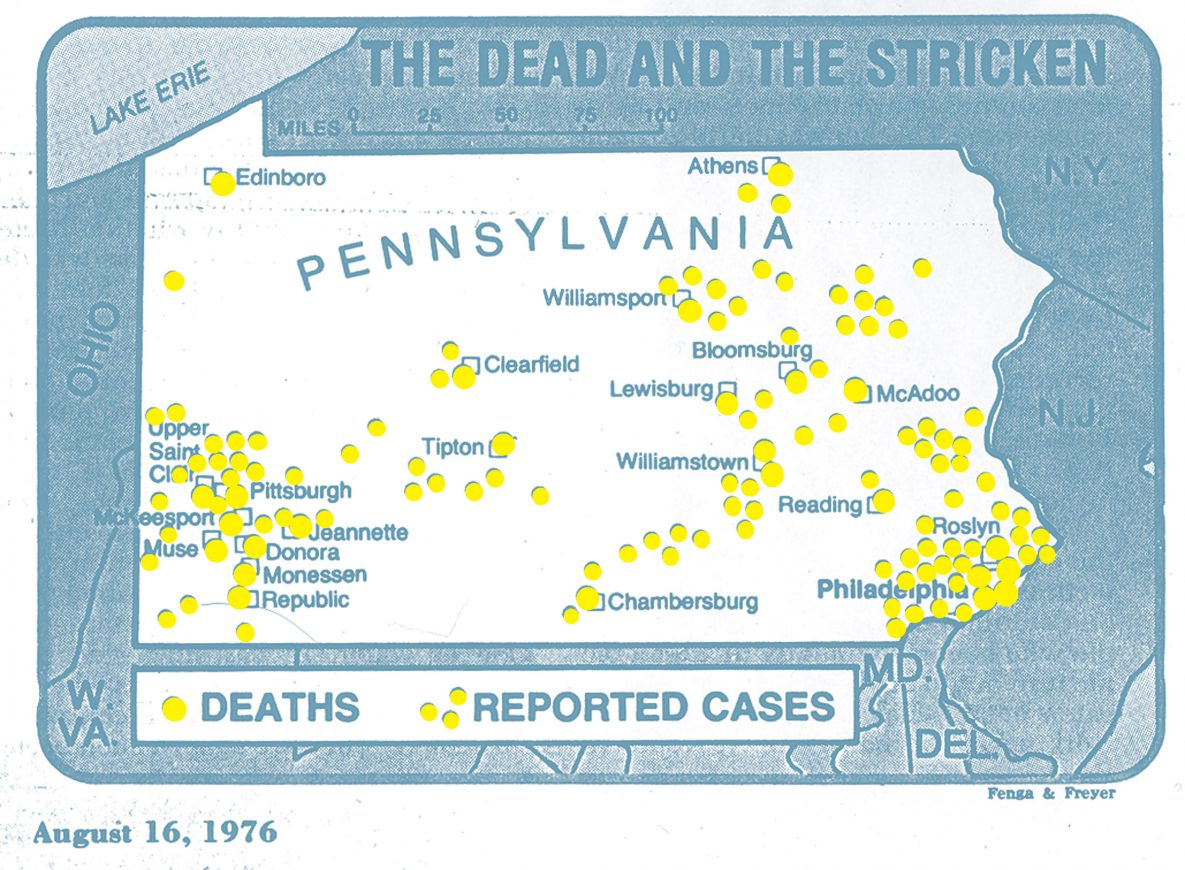 THE DEAD AND THE STRICKEN
LAKE ERIE
MILES 0 25 50 75 100
N.Y.
Edinboro
Athens
PENNSYLVANIA
Williamsport
OHIO
Bloomsburg
Clearfield
Lewisburg
McAdoo
N.J.
Upper
Saint
Clair
Tipton
Williamstown
Pittsburgh
Reading
McKeesport
Jeannette
Roslyn
Muse
Donora
Monessen
Philadelphia
Republic
Chambersburg
MD.
W.
VA.
DEATHS
REPORTED CASES
DEL.
Fenga & Freyer
August 16, 1976